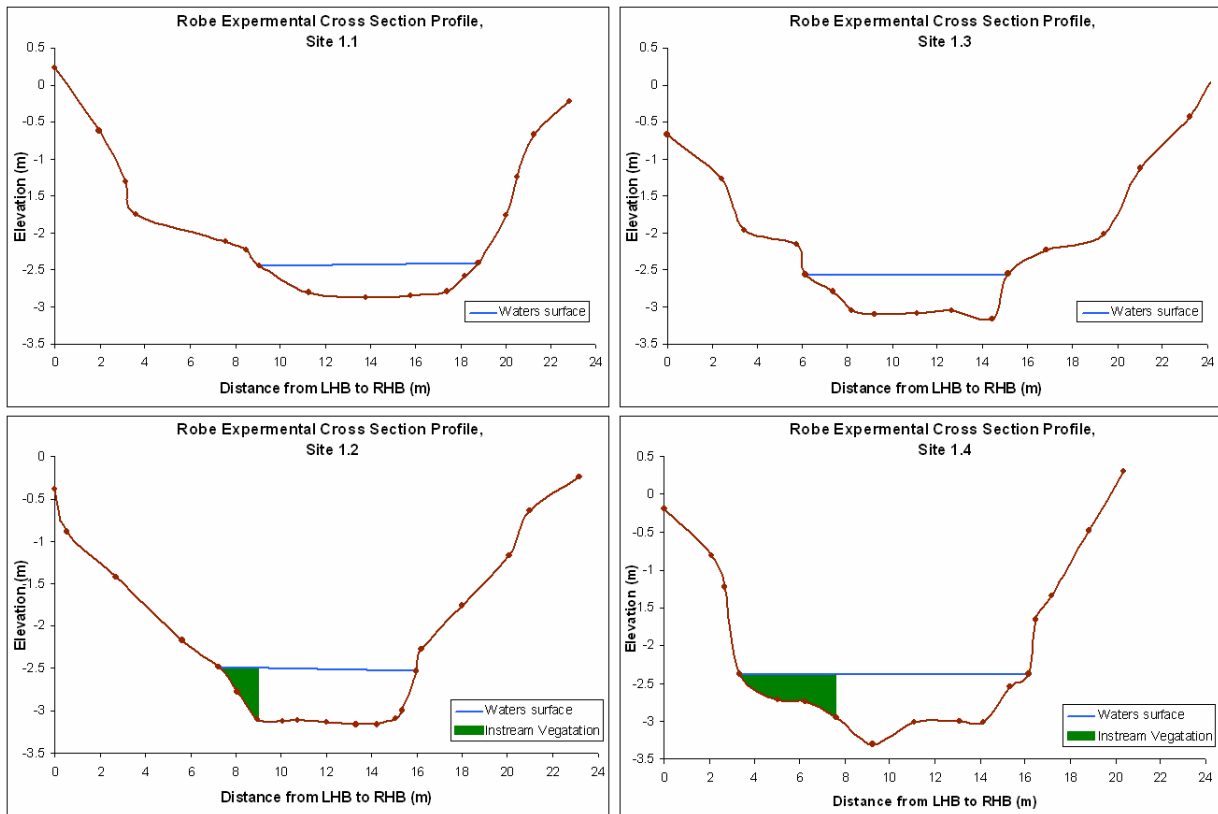 Robe Expermental Cross Section Profile,
Site 1.1
0.5
0
-0.5
-1
-1.5
-2
-2.5
-3
-3.5
Elevation (m)
Waters surface
0 2 4 6 8 10 12 14 16 18 20 22 24
Distance from LHB to RHB (m)
Robe Expermental Cross Section Profile,
Site 1.3
0.5
0
-0.5
-1
-1.5
-2
-2.5
-3
-3.5
Elevation (m)
Waters surface
0 2 4 6 8 10 12 14 16 18 20 22 24
Distance from LHB to RHB (m)
Robe Expermental Cross Section Profile,
Site 1.2
0
-0.5
-1
-1.5
-2
-2.5
-3
-3.5
Elevation, (m)
Waters surface
Instream Vegatation
0 2 4 6 8 10 12 14 16 18 20 22 24
Distance from LHB to RHB (m)
Robe Expermental Cross Section Profile,
Site 1.4
0.5
0
-0.5
-1
-1.5
-2
-2.5
-3
-3.5
Elevation (m)
Waters surface
Instream Vegatation
0 2 4 6 8 10 12 14 16 18 20 22 24
Distance from LHB to RHB (m)